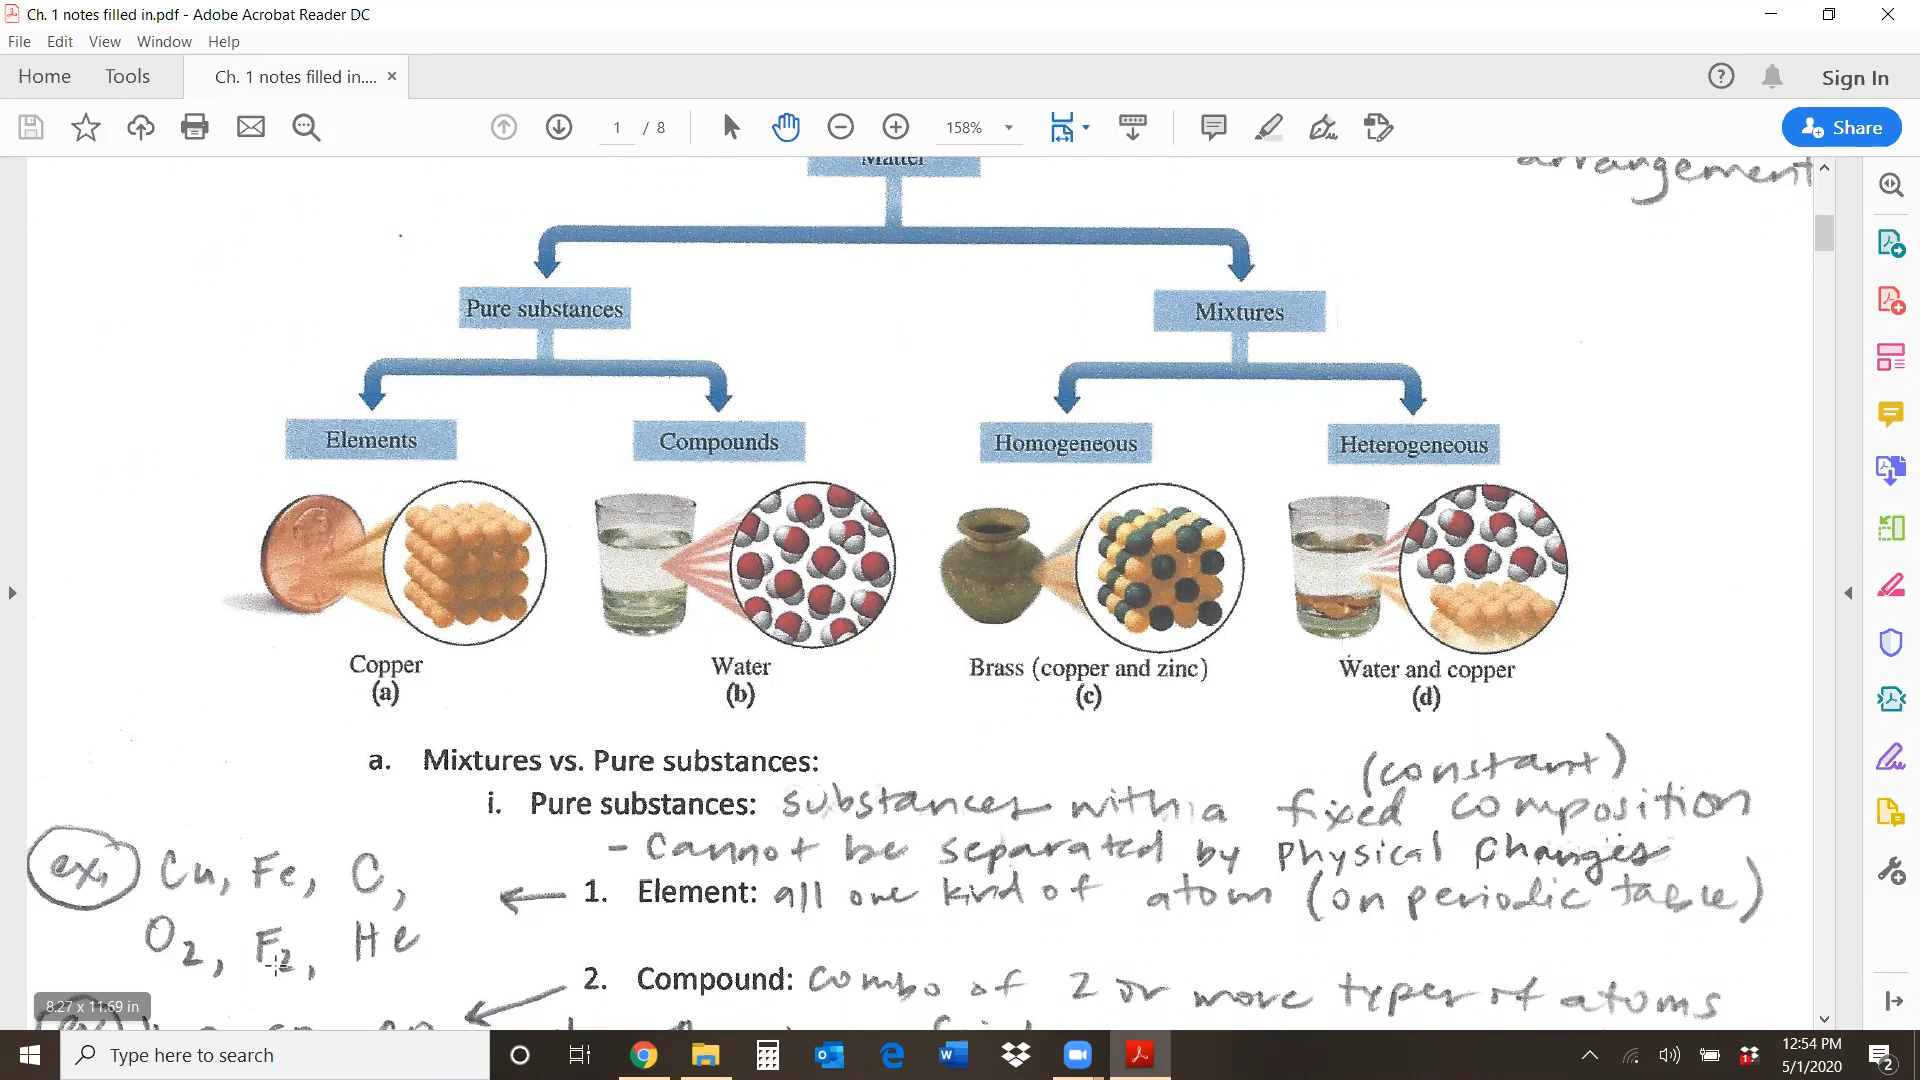 Ch. 1 notes filled in.pdf - Adobe Acrobat Reader DC
File Edit View Window Help
Home Tools Ch. 1 notes filled in.... × Sign In
1 / 8 158% Share
Matter
arrangement
Pure substances Mixtures
Elements Compounds Homogeneous Heterogeneous
Copper Water Brass (copper and zinc) Water and copper
(a) (b) (c) (d)
a. Mixtures vs. Pure substances:
(constant)
i. Pure substances: substances with a fixed composition
- cannot be separated by physical changes
ex, Cu, Fe, C, 1. Element: all one kind of atom (on periodic table)
O2, F2, He
2. Compound: combo of 2 or more types of atoms
8.27 x 11.69 in
Type here to search
12:54 PM
5/1/2020
2